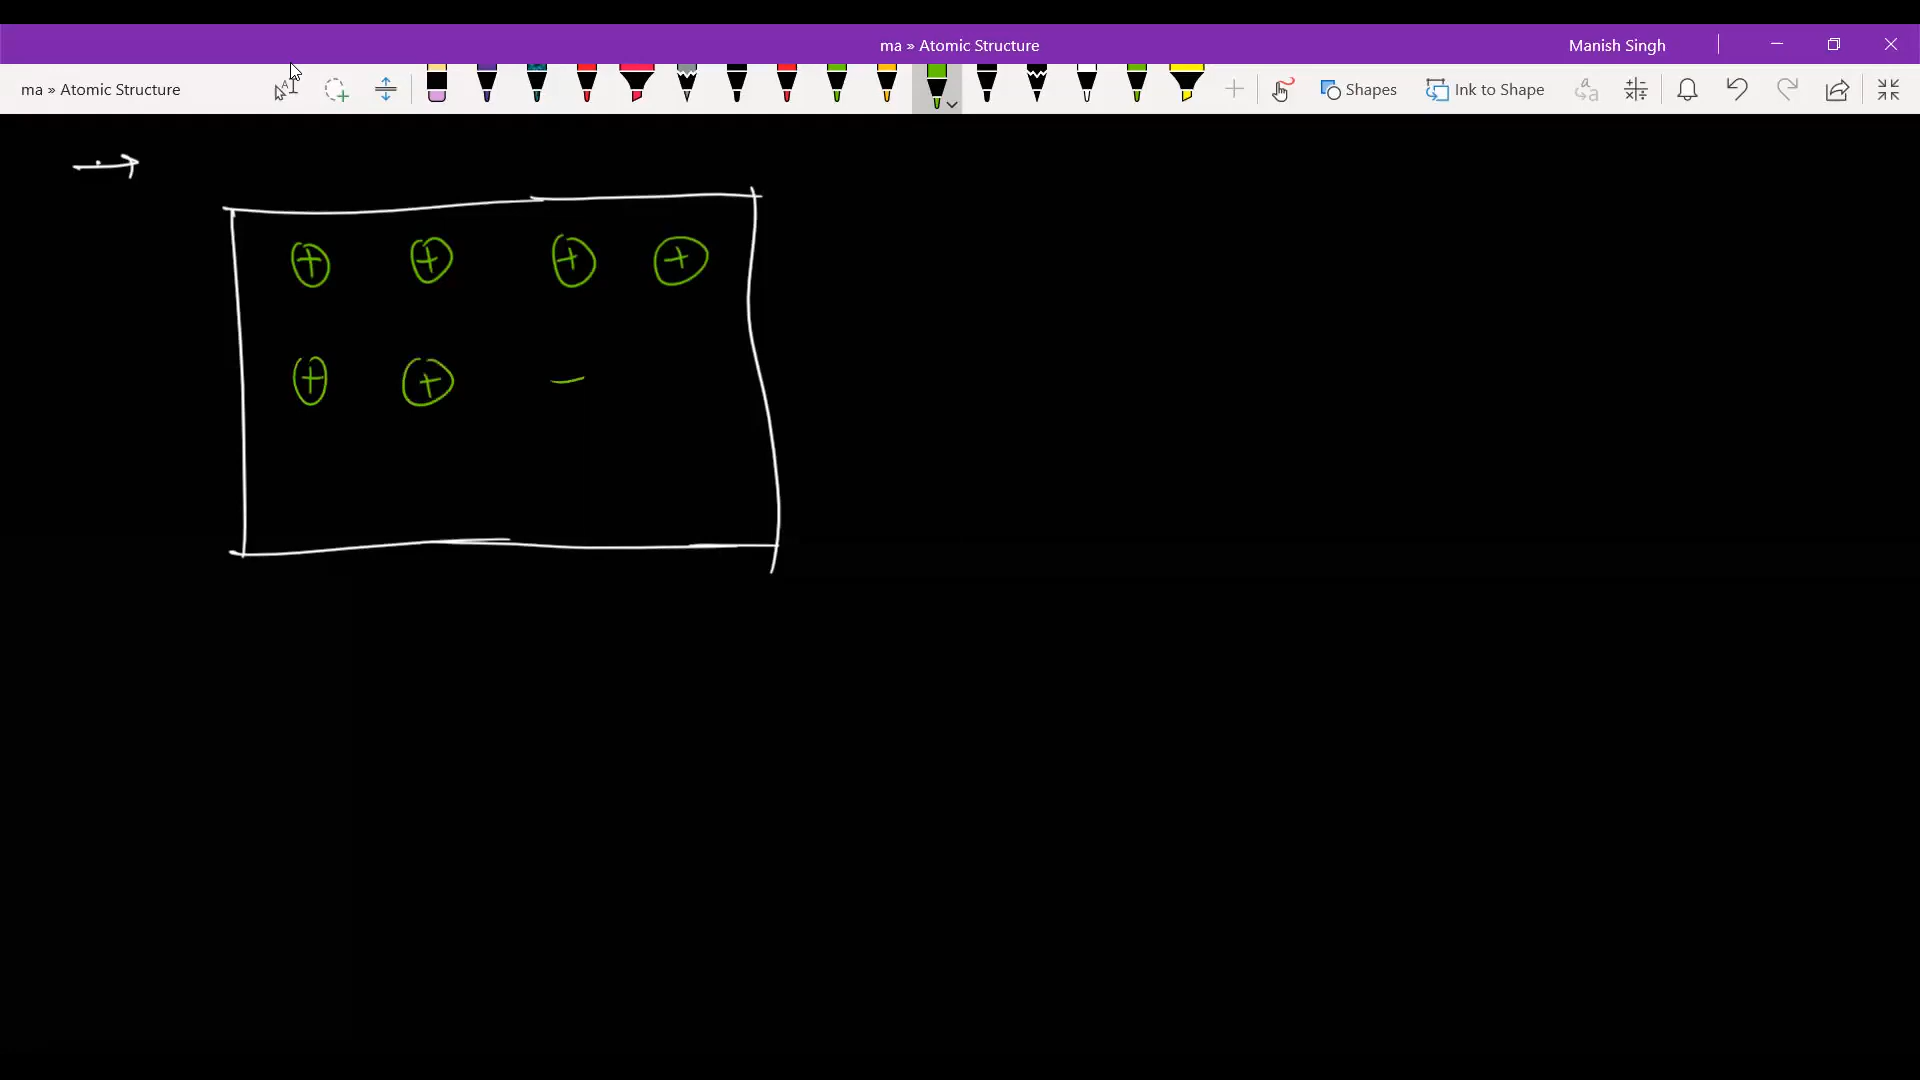 ma » Atomic Structure
Manish Singh
ma » Atomic Structure
Shapes
Ink to Shape
+ + + +
+ + −